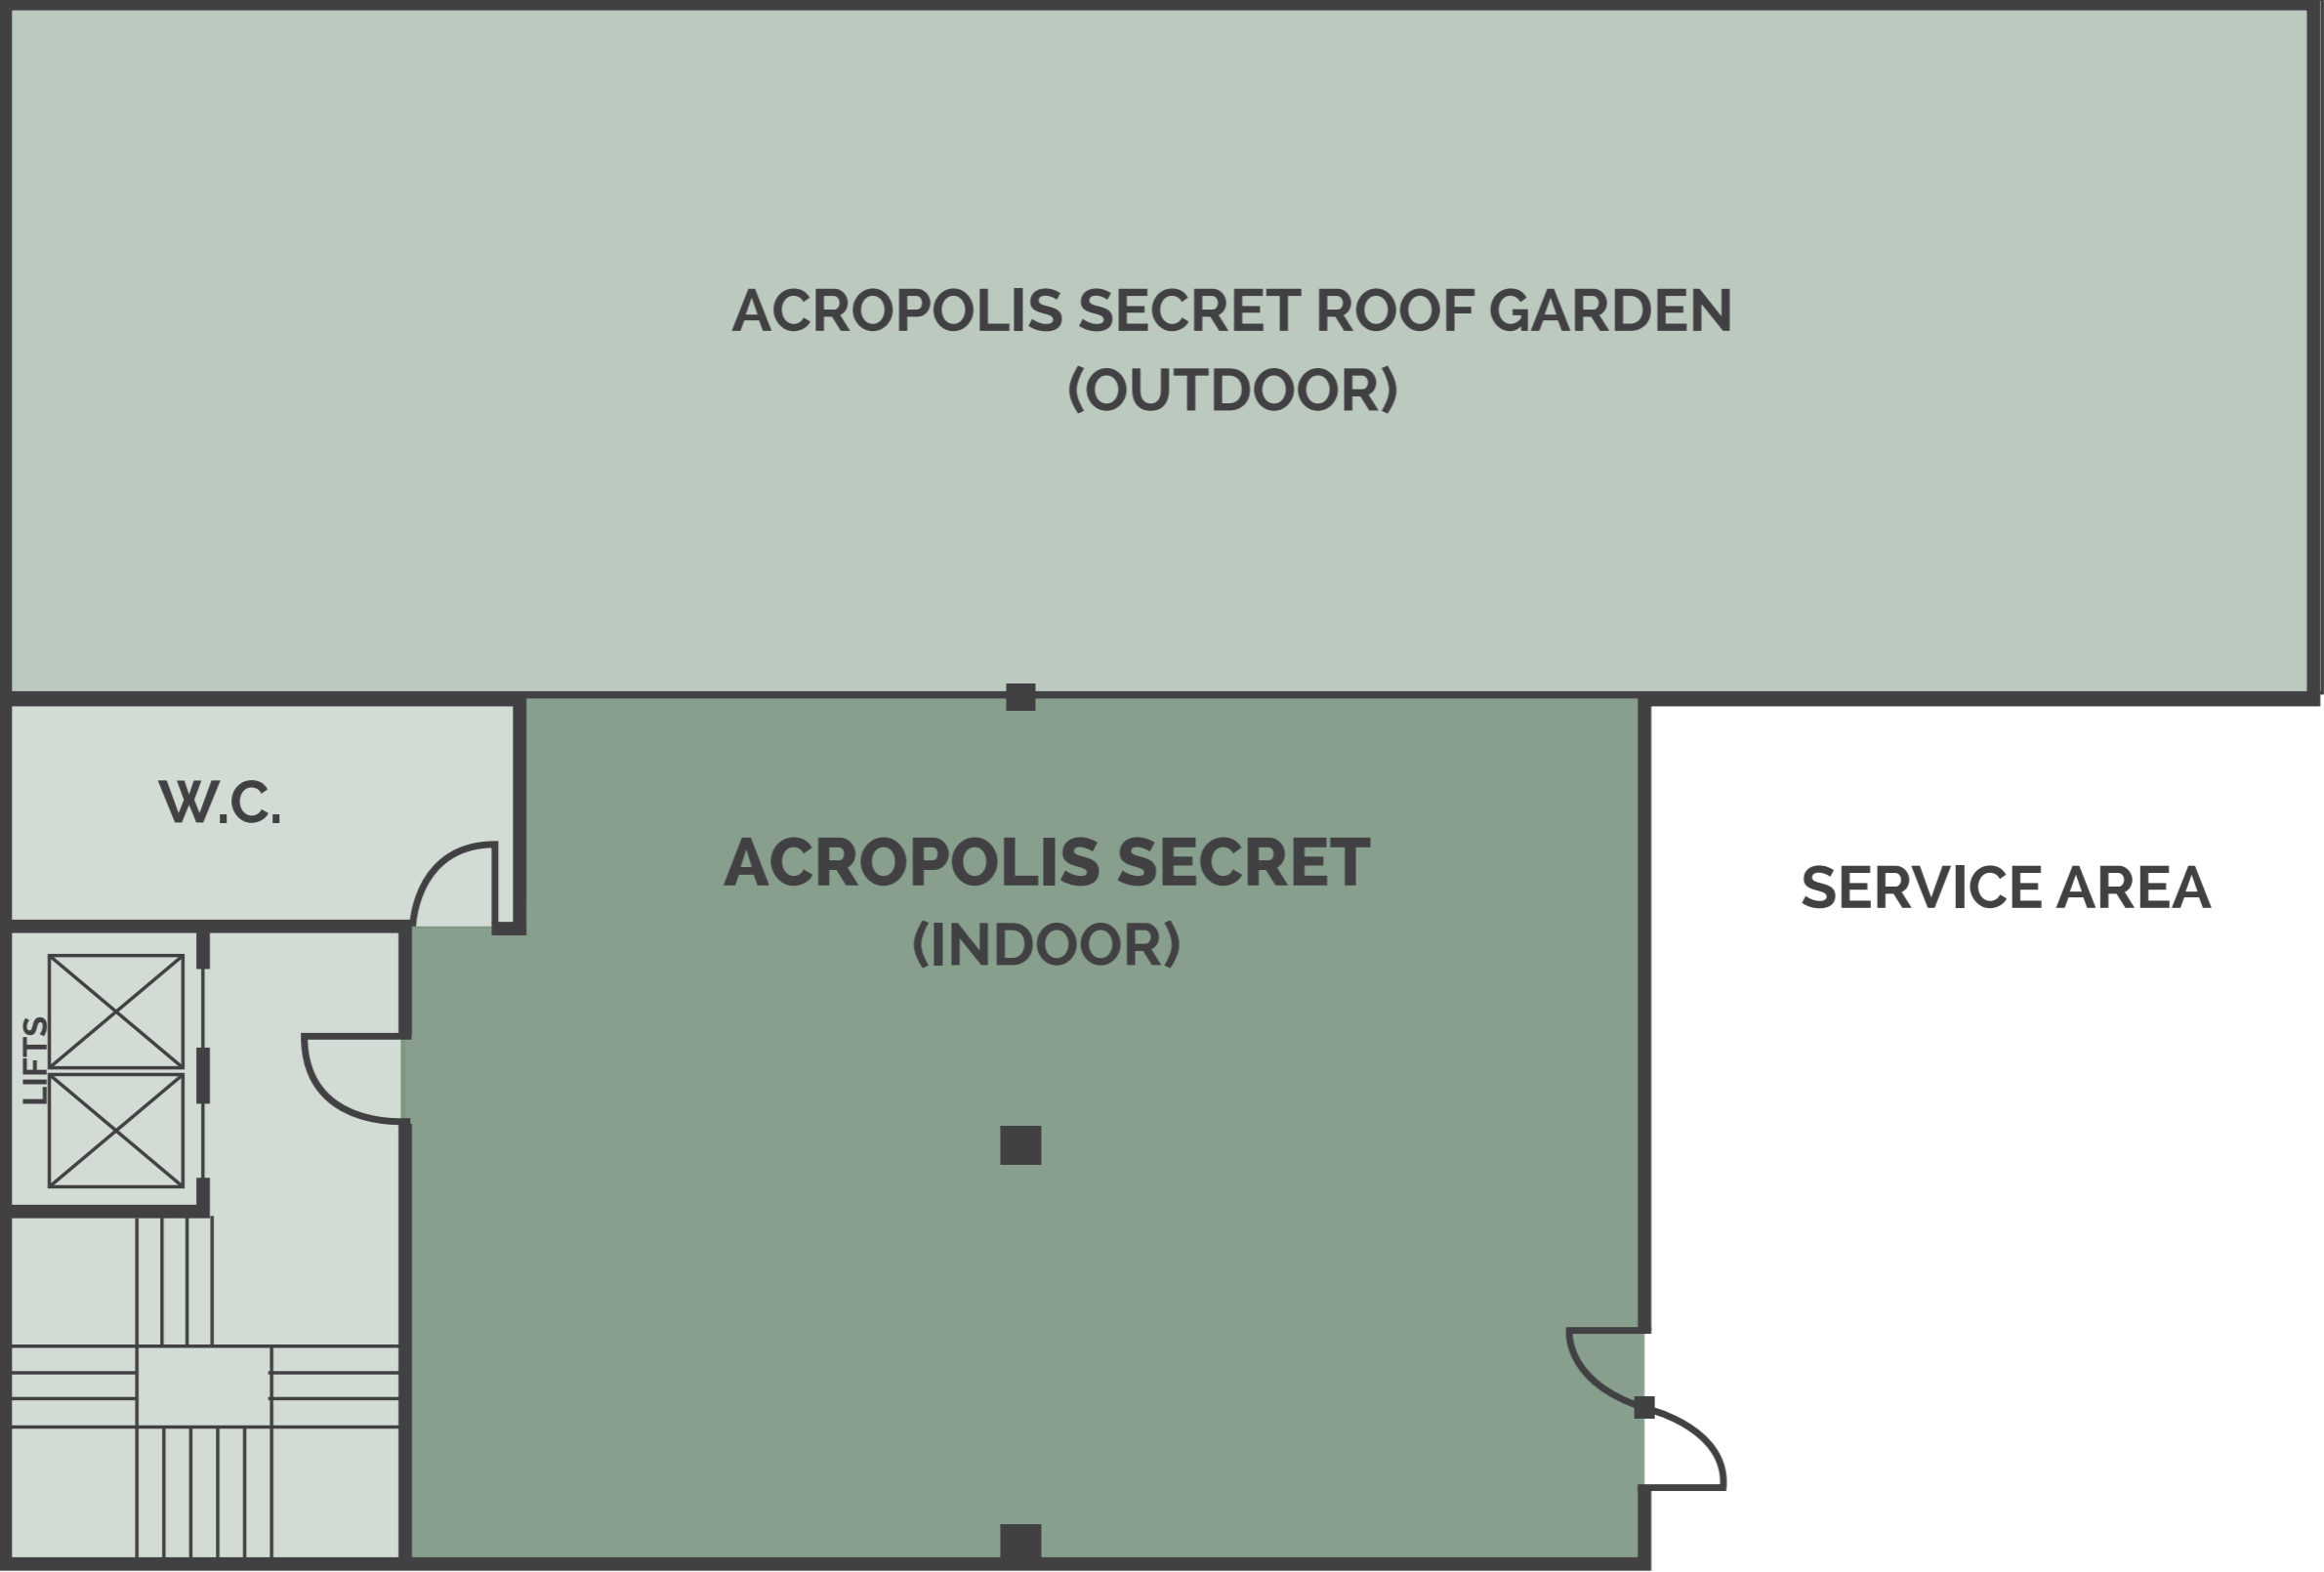 ACROPOLIS SECRET ROOF GARDEN
(OUTDOOR)
W.C.
ACROPOLIS SECRET
(INDOOR)
SERVICE AREA
LIFTS